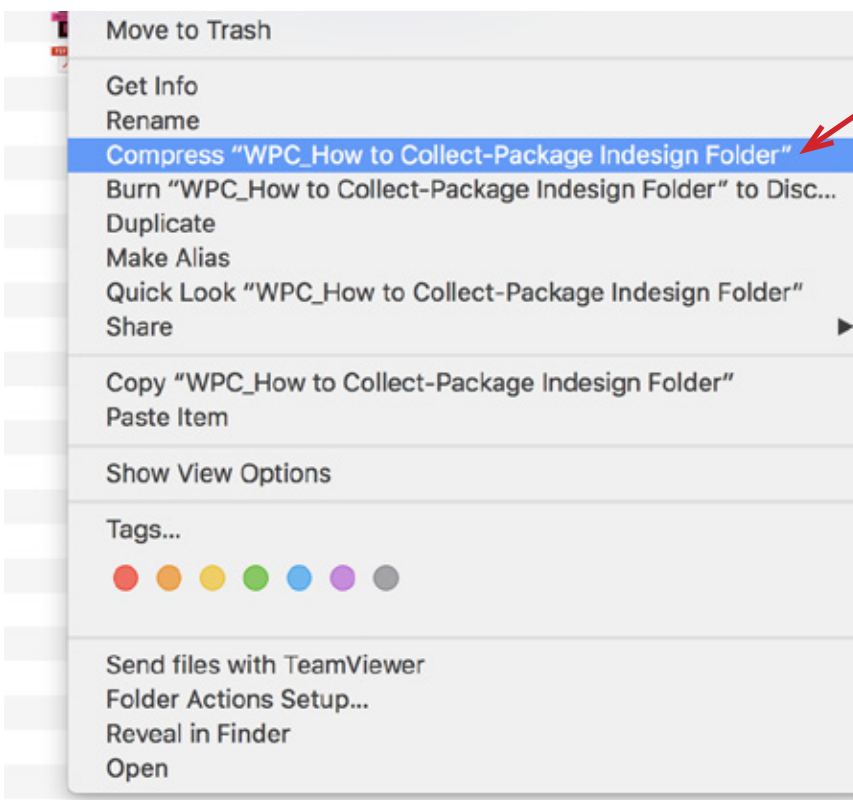 Move to Trash
Get Info
Rename
Compress “WPC_How to Collect-Package Indesign Folder”
Burn “WPC_How to Collect-Package Indesign Folder” to Disc...
Duplicate
Make Alias
Quick Look “WPC_How to Collect-Package Indesign Folder”
Share
Copy “WPC_How to Collect-Package Indesign Folder”
Paste Item
Show View Options
Tags...
Send files with TeamViewer
Folder Actions Setup...
Reveal in Finder
Open